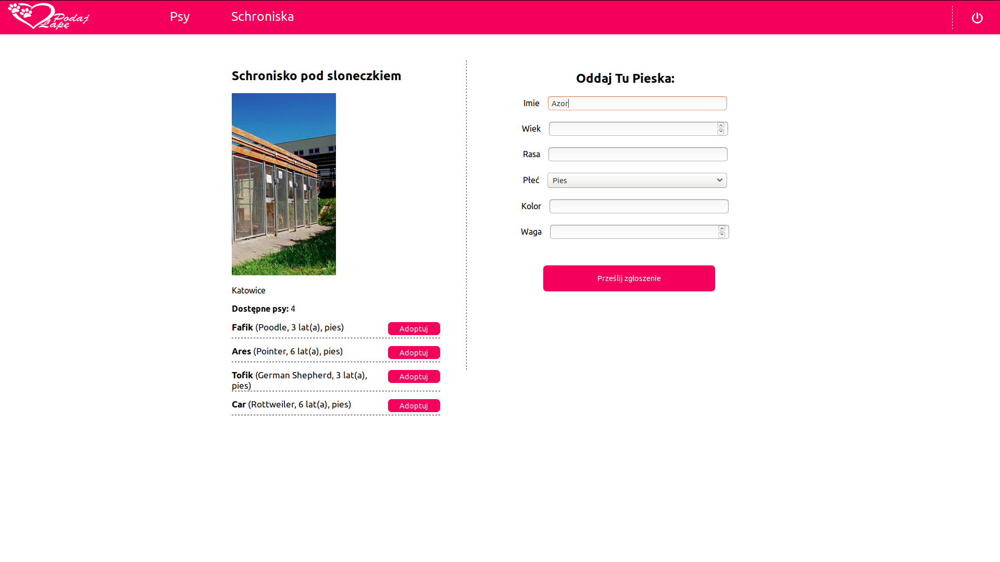 Podaj
Łapę
Psy
Schroniska
Schronisko pod sloneczkiem
Katowice
Dostępne psy: 4
Fafik (Poodle, 3 lat(a), pies)
Adoptuj
Ares (Pointer, 6 lat(a), pies)
Adoptuj
Tofik (German Shepherd, 3 lat(a),
pies)
Adoptuj
Car (Rottweiler, 6 lat(a), pies)
Adoptuj
Oddaj Tu Pieska:
Imie Azor
Wiek
Rasa
Płeć Pies
Kolor
Waga
Prześlij zgłoszenie